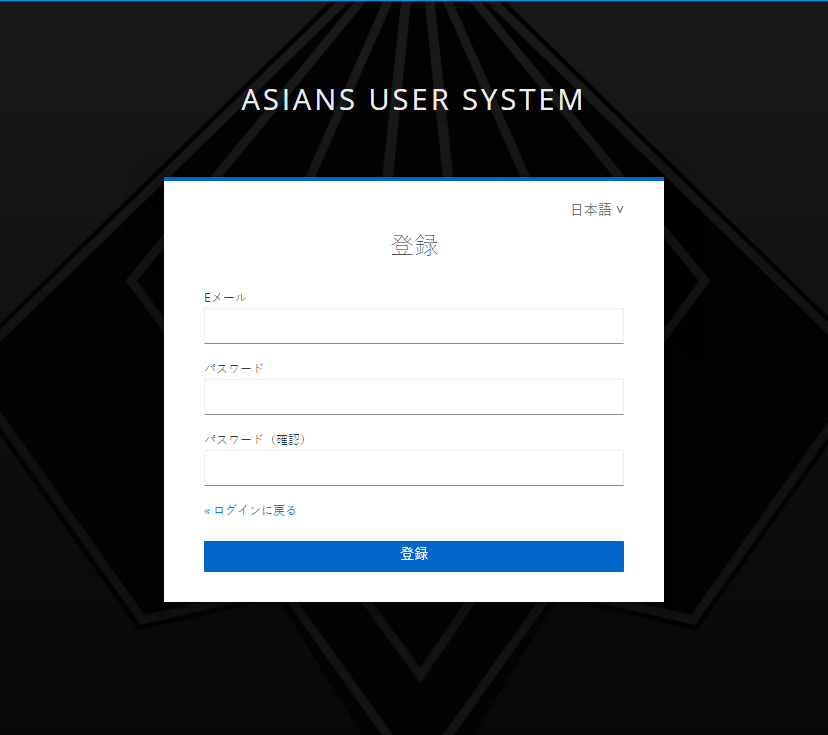 ASIANS USER SYSTEM
日本語 ˅
登録
Eメール
パスワード
パスワード（確認）
« ログインに戻る
登録